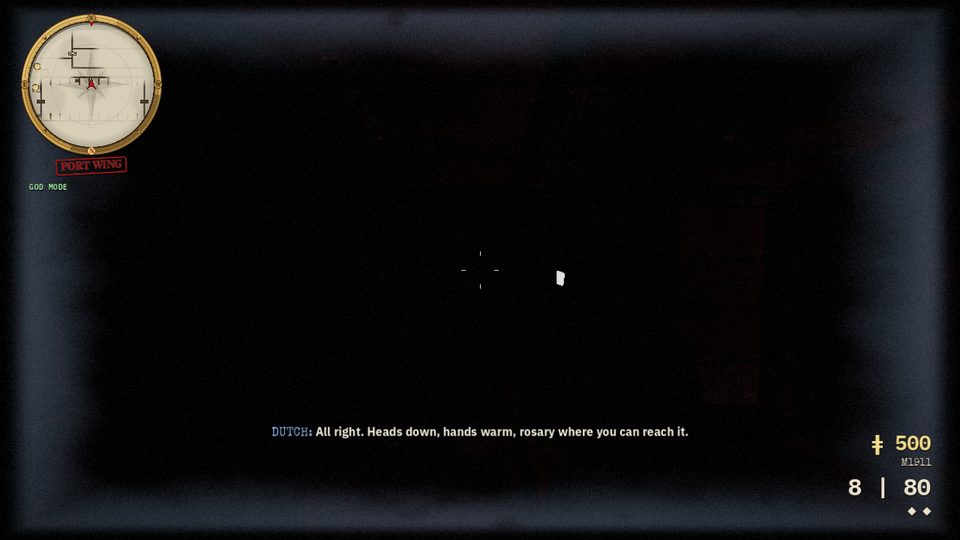 PORT WING
GOD MODE
DUTCH: All right. Heads down, hands warm, rosary where you can reach it.
500
M1911
8 | 80